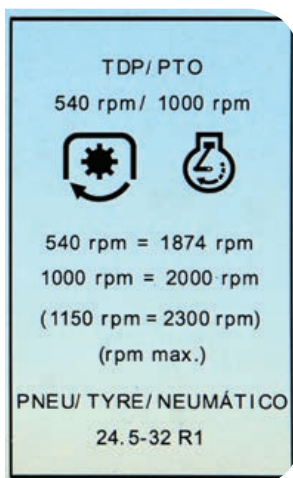 TDP/ PTO
540 rpm/ 1000 rpm
540 rpm = 1874 rpm
1000 rpm = 2000 rpm
(1150 rpm = 2300 rpm)
(rpm max.)
PNEU/ TYRE/ NEUMÁTICO
24.5-32 R1